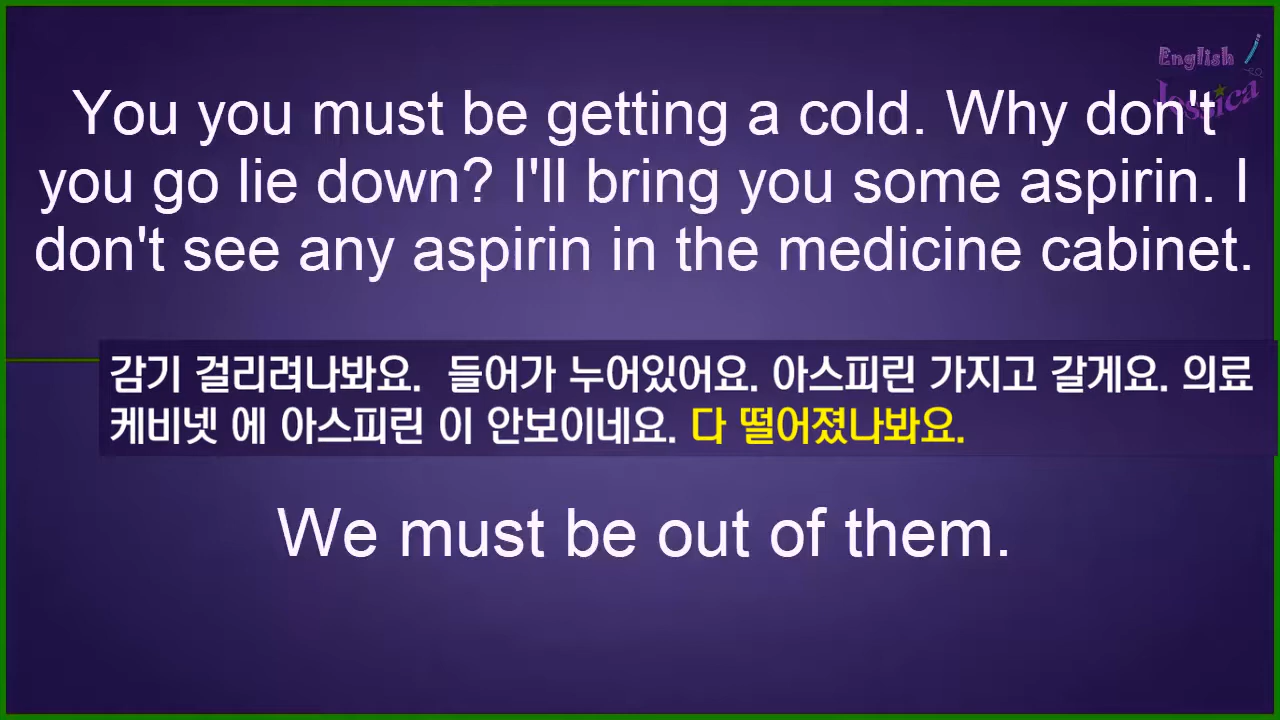 English
Jessica
You you must be getting a cold. Why don't
you go lie down? I'll bring you some aspirin. I
don't see any aspirin in the medicine cabinet.
감기 걸리려나봐요. 들어가 누어있어요. 아스피린 가지고 갈게요. 의료
케비넷 에 아스피린 이 안보이네요. 다 떨어졌나봐요.
We must be out of them.